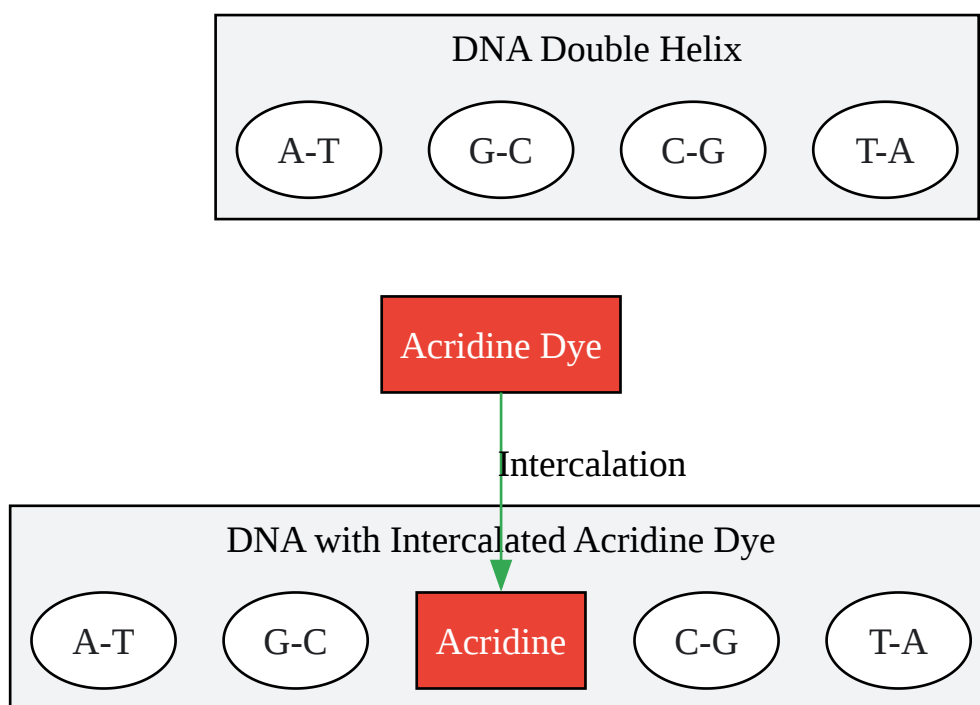 DNA Double Helix
A-T G-C C-G T-A
Acridine Dye
Intercalation
DNA with Intercalated Acridine Dye
A-T G-C Acridine C-G T-A